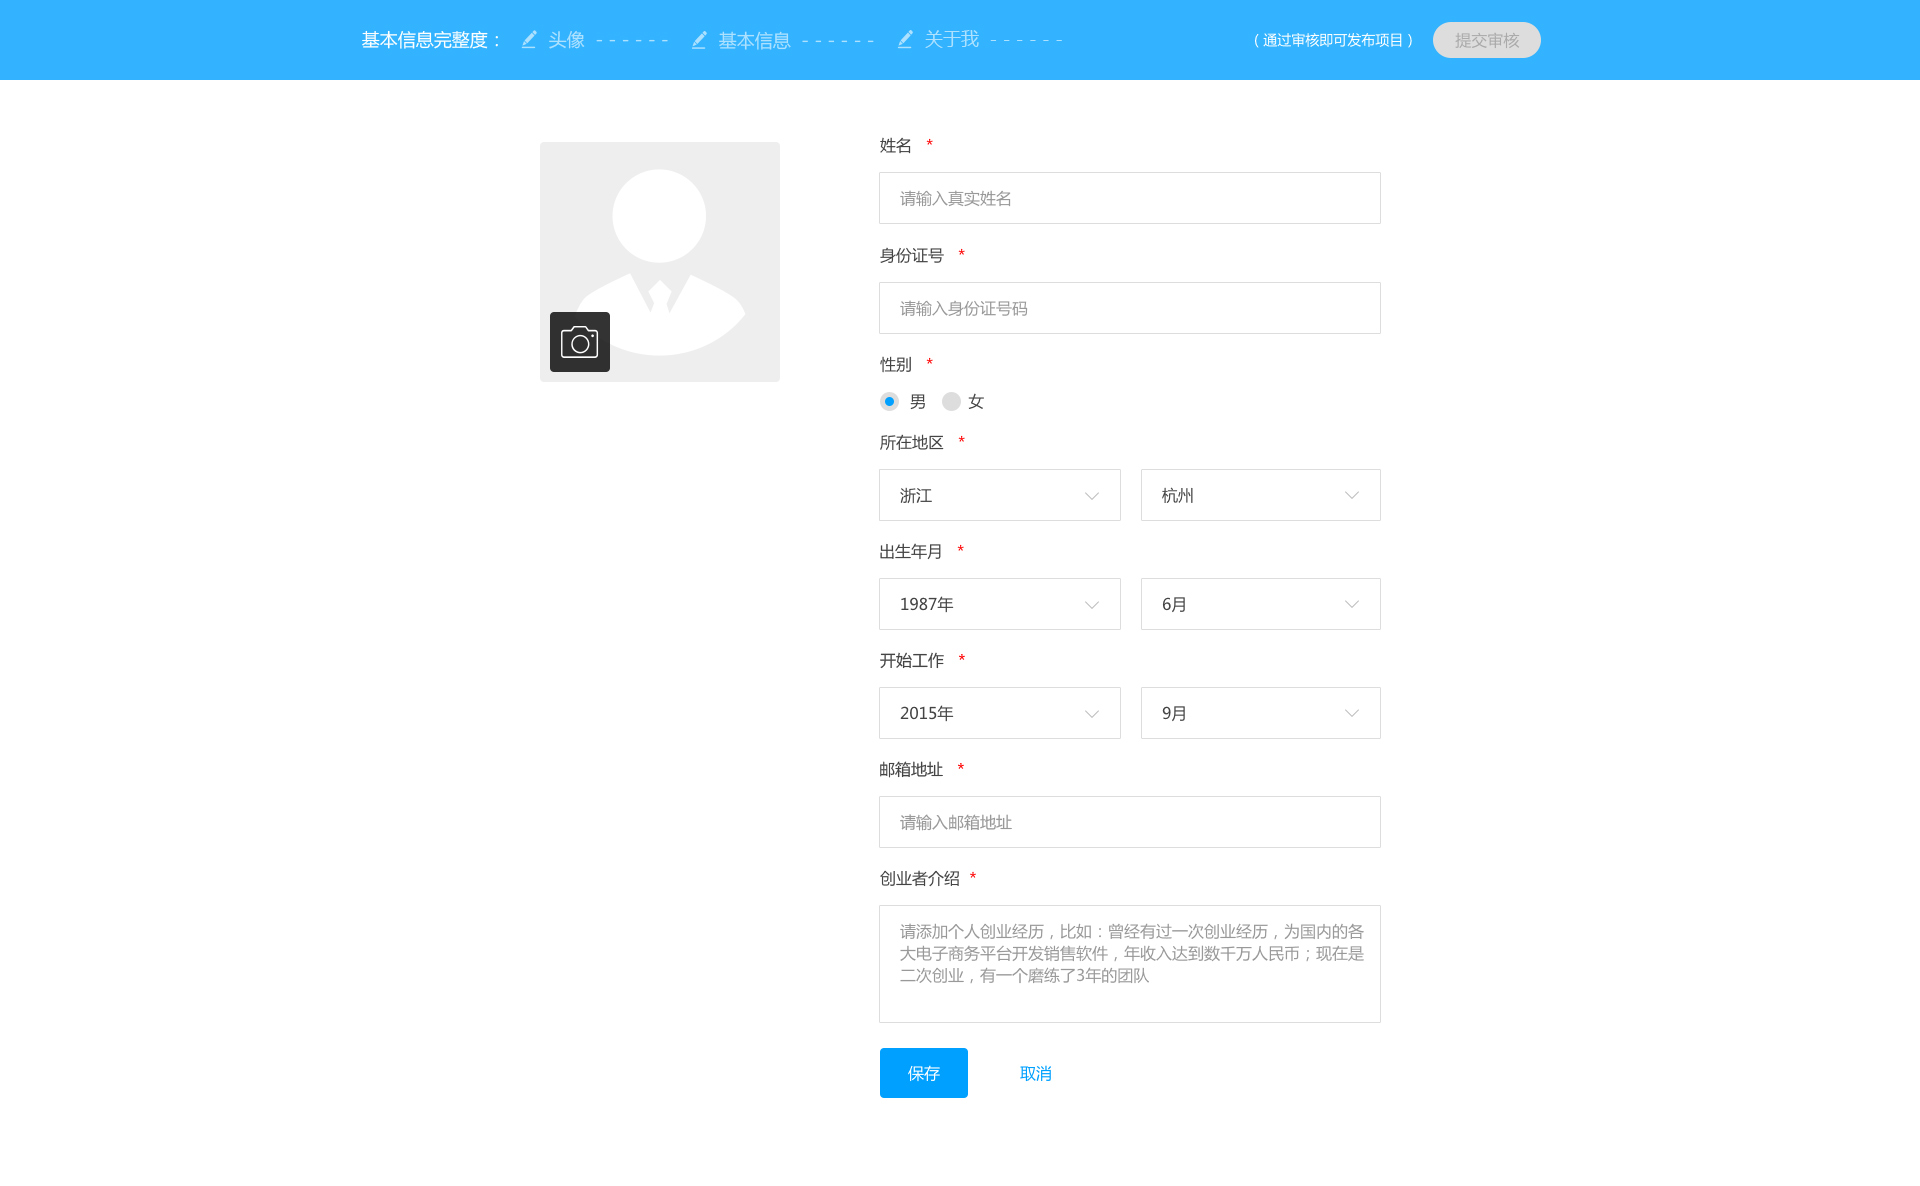 基本信息完整度： 头像 ------ 基本信息 ------ 关于我 ------ （通过审核即可发布项目） 提交审核
姓名 *
请输入真实姓名
身份证号 *
请输入身份证号码
性别 *
男 女
所在地区 *
浙江 杭州
出生年月 *
1987年 6月
开始工作 *
2015年 9月
邮箱地址 *
请输入邮箱地址
创业者介绍 *
请添加个人创业经历，比如：曾经有过一次创业经历，为国内的各
大电子商务平台开发销售软件，年收入达到数千万人民币；现在是
二次创业，有一个磨练了3年的团队
保存 取消